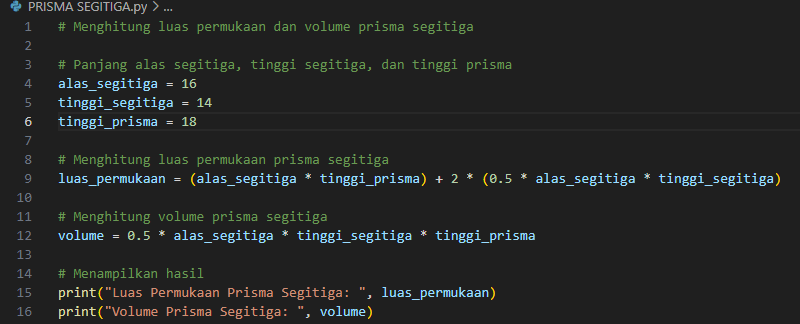 PRISMA SEGITIGA.py > ...
1 # Menghitung luas permukaan dan volume prisma segitiga
2
3 # Panjang alas segitiga, tinggi segitiga, dan tinggi prisma
4 alas_segitiga = 16
5 tinggi_segitiga = 14
6 tinggi_prisma = 18
7
8 # Menghitung luas permukaan prisma segitiga
9 luas_permukaan = (alas_segitiga * tinggi_prisma) + 2 * (0.5 * alas_segitiga * tinggi_segitiga)
10
11 # Menghitung volume prisma segitiga
12 volume = 0.5 * alas_segitiga * tinggi_segitiga * tinggi_prisma
13
14 # Menampilkan hasil
15 print("Luas Permukaan Prisma Segitiga: ", luas_permukaan)
16 print("Volume Prisma Segitiga: ", volume)